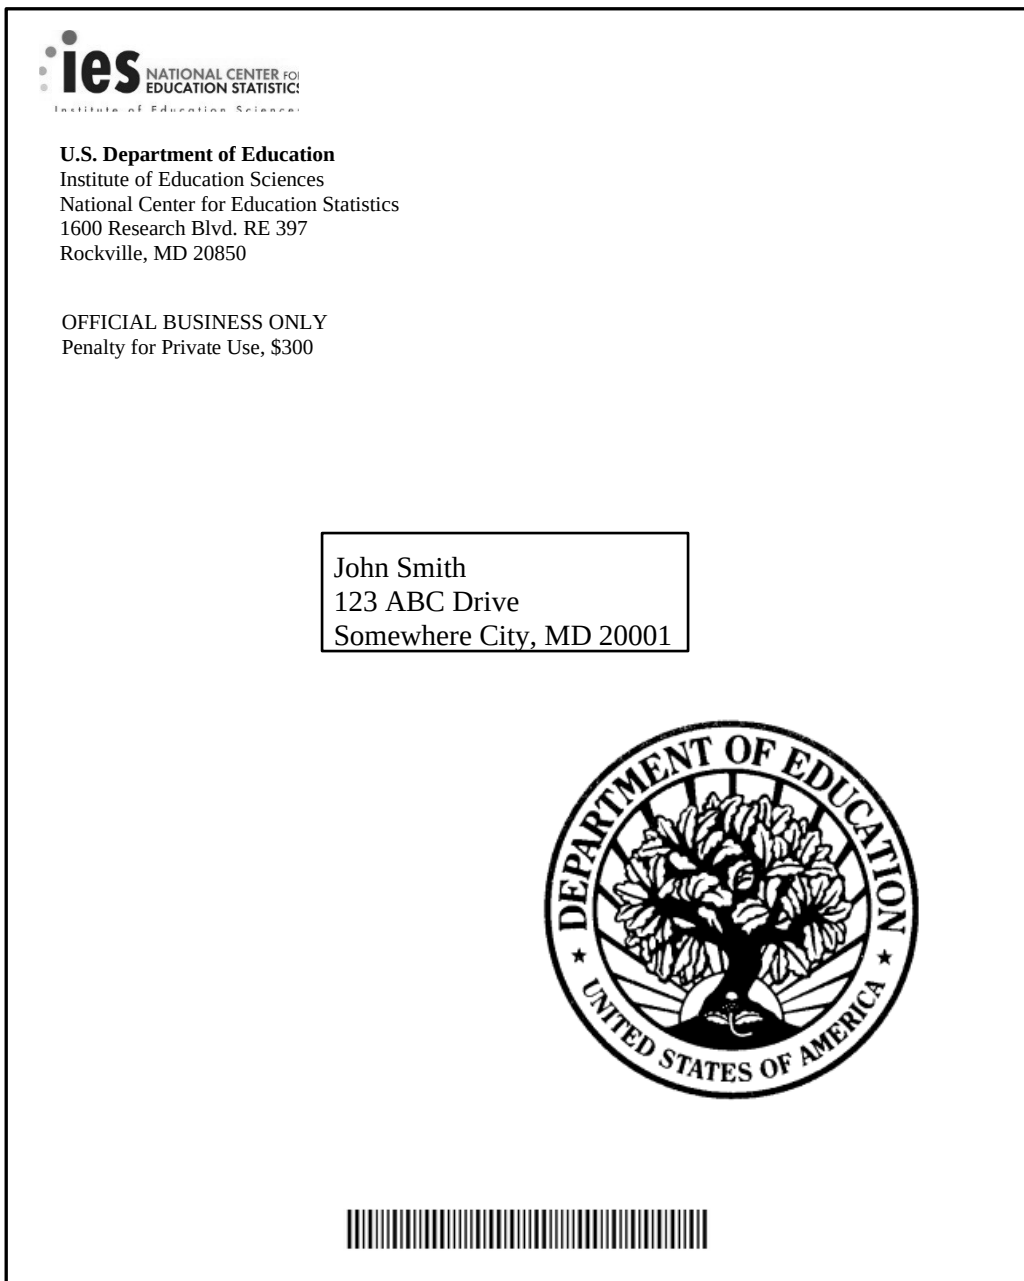 ies NATIONAL CENTER FOR
EDUCATION STATISTICS
Institute of Education Sciences
U.S. Department of Education
Institute of Education Sciences
National Center for Education Statistics
1600 Research Blvd. RE 397
Rockville, MD 20850
OFFICIAL BUSINESS ONLY
Penalty for Private Use, $300
John Smith
123 ABC Drive
Somewhere City, MD 20001
DEPARTMENT OF EDUCATION
UNITED STATES OF AMERICA